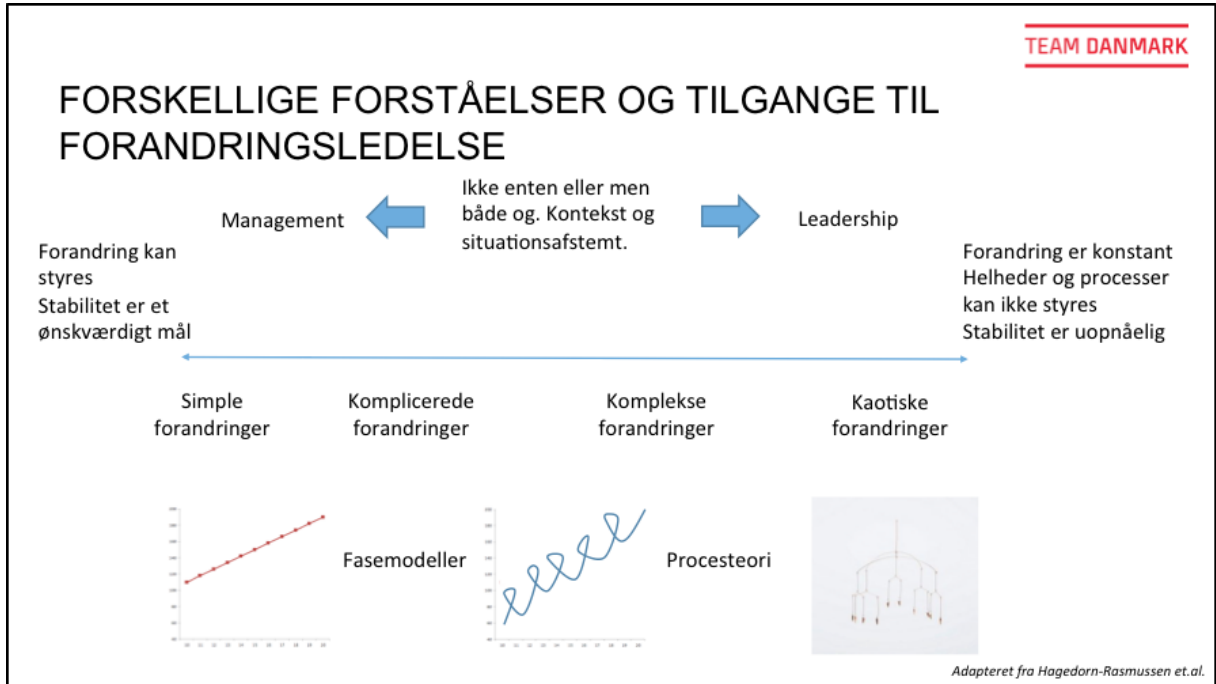 TEAM DANMARK
FORSKELLIGE FORSTÅELSER OG TILGANGE TIL
FORANDRINGSLEDELSE
Management
Ikke enten eller men
både og. Kontekst og
situationsafstemt.
Leadership
Forandring kan
styres
Stabilitet er et
ønskværdigt mål
Forandring er konstant
Helheder og processer
kan ikke styres
Stabilitet er uopnåelig
Simple
forandringer
Komplicerede
forandringer
Komplekse
forandringer
Kaotiske
forandringer
Fasemodeller
Procesteori
Adapteret fra Hagedorn-Rasmussen et.al.